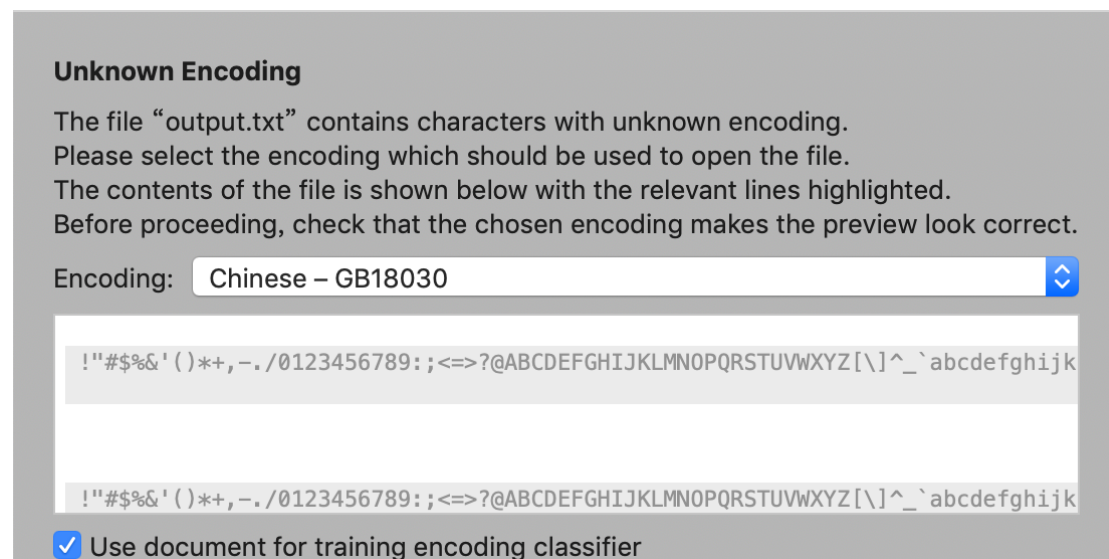 Unknown Encoding
The file “output.txt” contains characters with unknown encoding.
Please select the encoding which should be used to open the file.
The contents of the file is shown below with the relevant lines highlighted.
Before proceeding, check that the chosen encoding makes the preview look correct.
Encoding: Chinese – GB18030
!"#$%&'()*+,-./0123456789:;<=>?@ABCDEFGHIJKLMNOPQRSTUVWXYZ[\]^_`abcdefghijk
!"#$%&'()*+,-./0123456789:;<=>?@ABCDEFGHIJKLMNOPQRSTUVWXYZ[\]^_`abcdefghijk
Use document for training encoding classifier